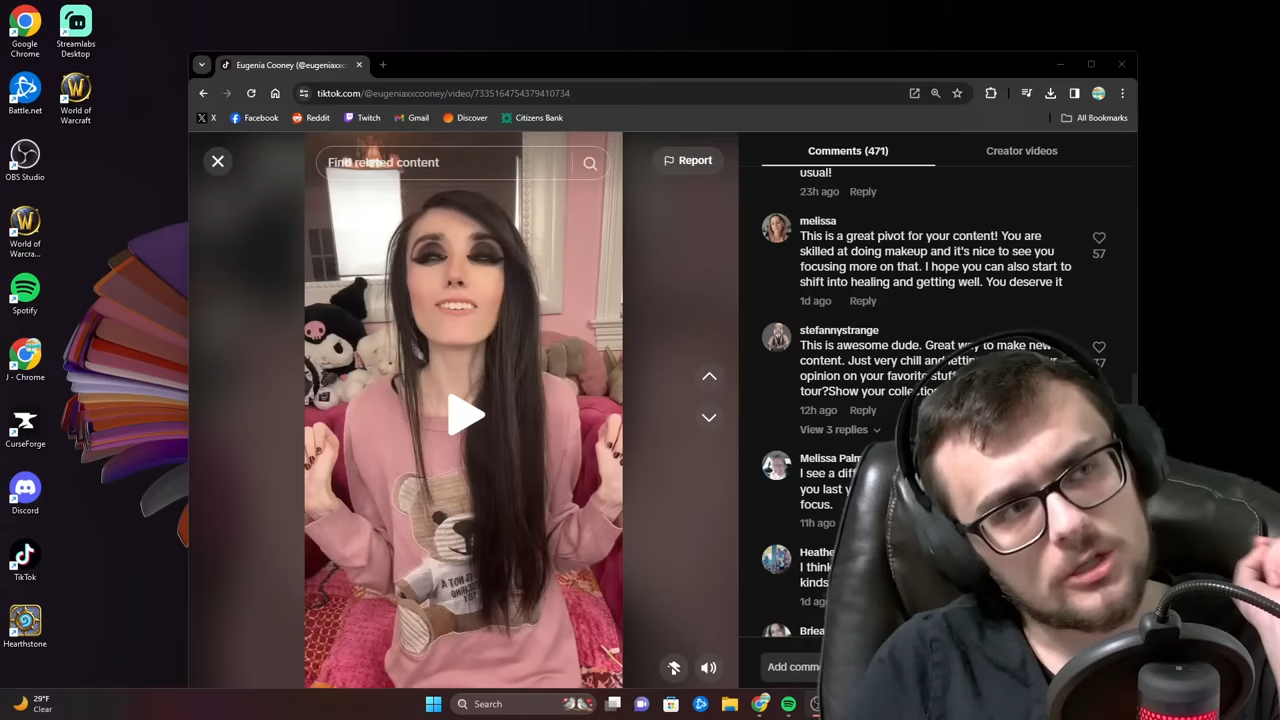 Google
Chrome
Streamlabs
Desktop
Battle.net
World of
Warcraft
OBS Studio
World of
Warcra...
Spotify
J - Chrome
CurseForge
Discord
TikTok
Hearthstone
Eugenia Cooney (@eugeniaxxc
tiktok.com/@eugeniaxxcooney/video/7335164754379410734
X
Facebook
Reddit
Twitch
Gmail
Discover
Citizens Bank
All Bookmarks
Find related content
Report
Comments (471)
Creator videos
usual!
23h ago Reply
melissa
This is a great pivot for your content! You are
skilled at doing makeup and it's nice to see you
focusing more on that. I hope you can also start to
shift into healing and getting well. You deserve it
57
1d ago Reply
stefannystrange
This is awesome dude. Great way to make new
content. Just very chill and
opinion on your favorite
tour?Show your
12h ago Reply
View 3 replies
Melissa
I see a
you last
focus.
11h ago
I think
kinds
1d
Add
29°F
Clear
Search